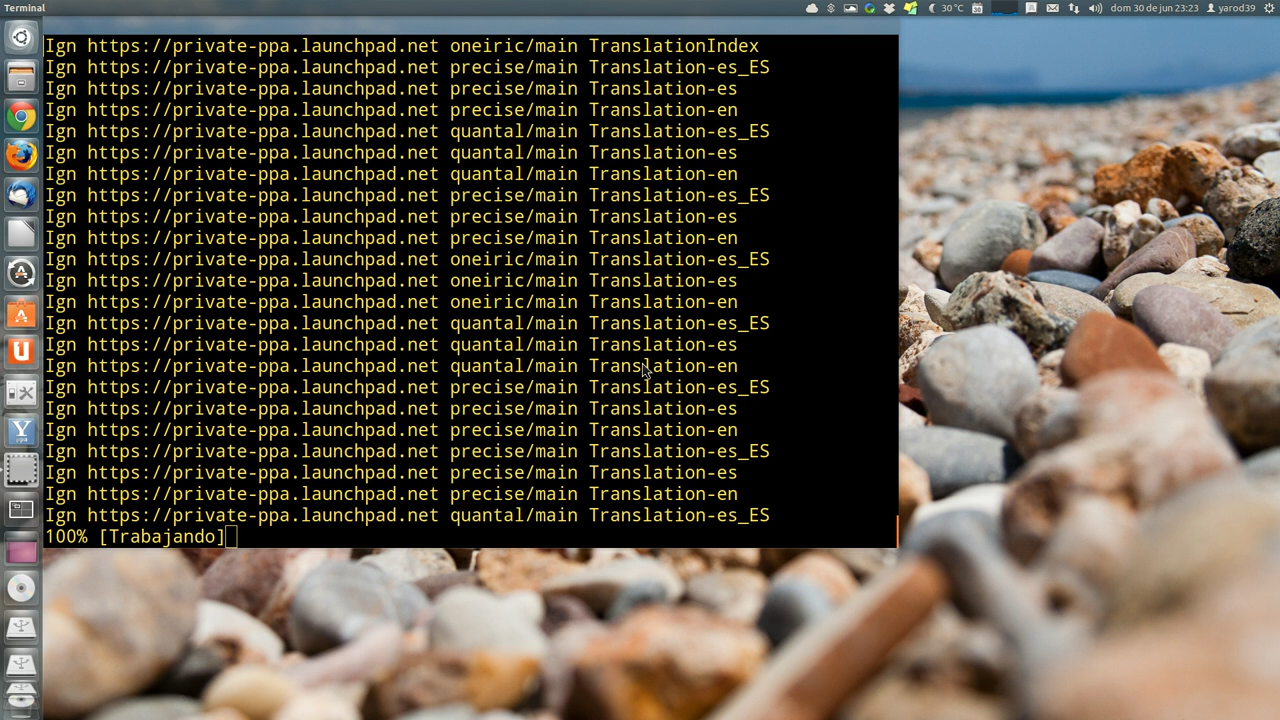 Terminal
30 °C
30
dom 30 de jun 23:23
yarod39
Ign https://private-ppa.launchpad.net oneiric/main TranslationIndex
Ign https://private-ppa.launchpad.net precise/main Translation-es_ES
Ign https://private-ppa.launchpad.net precise/main Translation-es
Ign https://private-ppa.launchpad.net precise/main Translation-en
Ign https://private-ppa.launchpad.net quantal/main Translation-es_ES
Ign https://private-ppa.launchpad.net quantal/main Translation-es
Ign https://private-ppa.launchpad.net quantal/main Translation-en
Ign https://private-ppa.launchpad.net precise/main Translation-es_ES
Ign https://private-ppa.launchpad.net precise/main Translation-es
Ign https://private-ppa.launchpad.net precise/main Translation-en
Ign https://private-ppa.launchpad.net oneiric/main Translation-es_ES
Ign https://private-ppa.launchpad.net oneiric/main Translation-es
Ign https://private-ppa.launchpad.net oneiric/main Translation-en
Ign https://private-ppa.launchpad.net quantal/main Translation-es_ES
Ign https://private-ppa.launchpad.net quantal/main Translation-es
Ign https://private-ppa.launchpad.net quantal/main Translation-en
Ign https://private-ppa.launchpad.net precise/main Translation-es_ES
Ign https://private-ppa.launchpad.net precise/main Translation-es
Ign https://private-ppa.launchpad.net precise/main Translation-en
Ign https://private-ppa.launchpad.net precise/main Translation-es_ES
Ign https://private-ppa.launchpad.net precise/main Translation-es
Ign https://private-ppa.launchpad.net precise/main Translation-en
Ign https://private-ppa.launchpad.net quantal/main Translation-es_ES
100% [Trabajando]